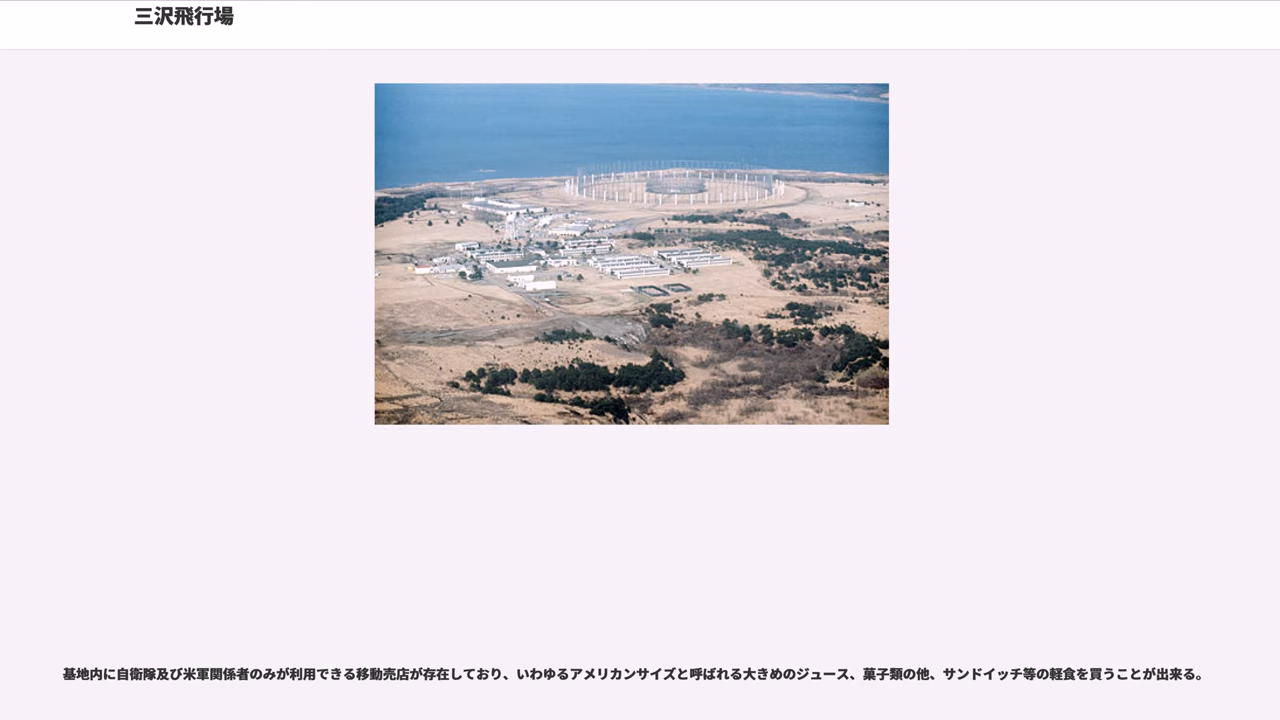 三沢飛行場
基地内に自衛隊及び米軍関係者のみが利用できる移動売店が存在しており、いわゆるアメリカンサイズと呼ばれる大きめのジュース、菓子類の他、サンドイッチ等の軽食を買うことが出来る。